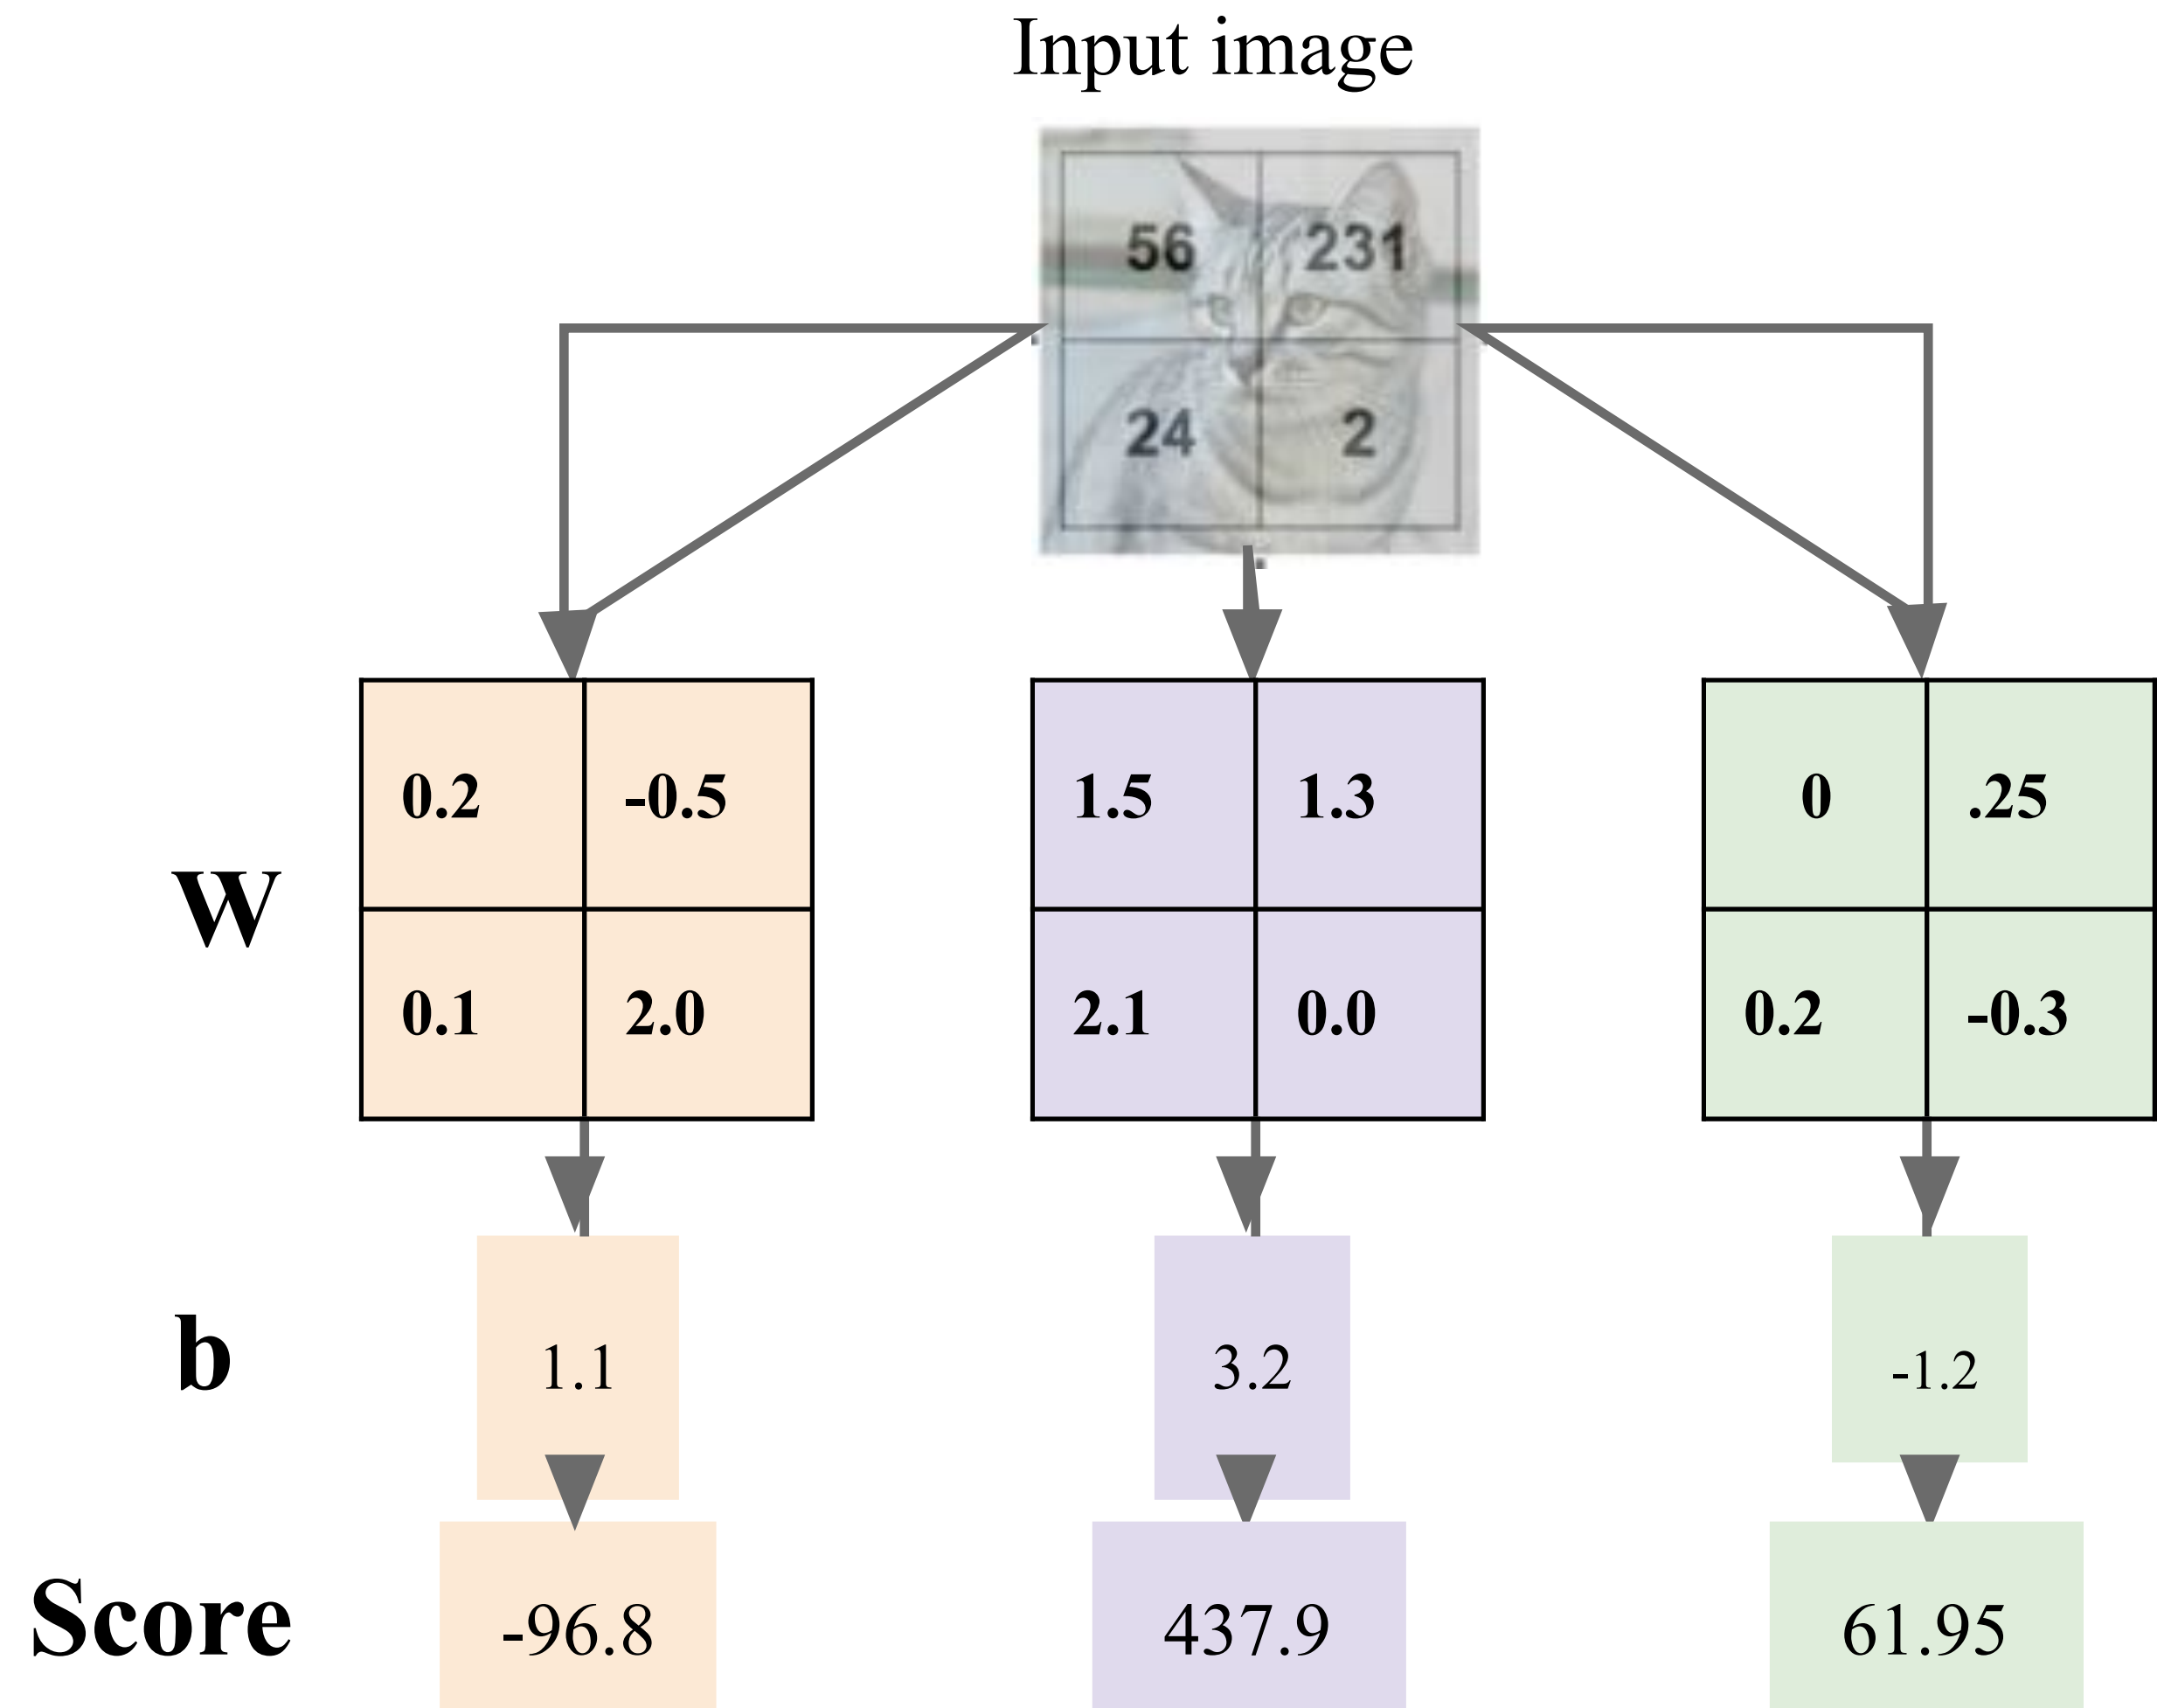 Input image
56 231
24 2
W
0.2 -0.5 1.5 1.3 0 .25
0.1 2.0 2.1 0.0 0.2 -0.3
b 1.1 3.2 -1.2
Score -96.8 437.9 61.95